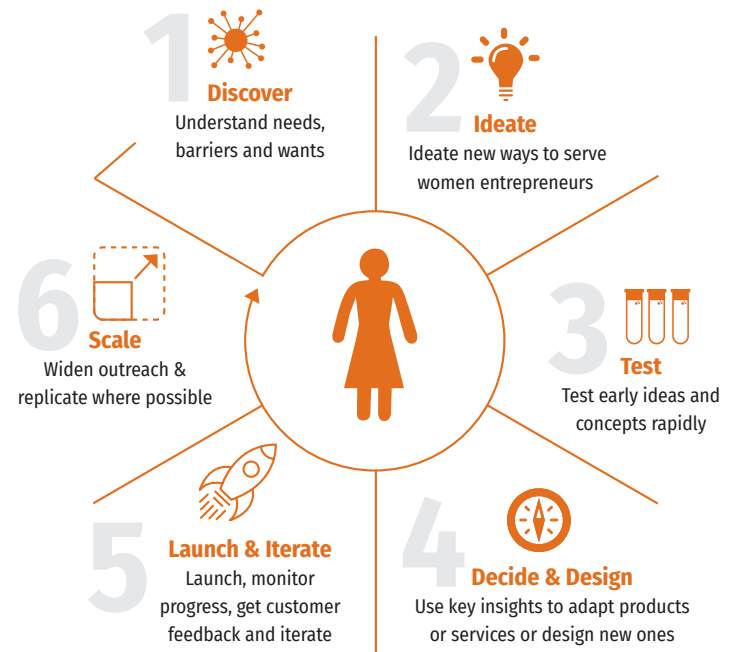 1
Discover
Understand needs,
barriers and wants
2
Ideate
Ideate new ways to serve
women entrepreneurs
3
Test
Test early ideas and
concepts rapidly
4
Decide & Design
Use key insights to adapt products
or services or design new ones
5
Launch & Iterate
Launch, monitor
progress, get customer
feedback and iterate
6
Scale
Widen outreach &
replicate where possible